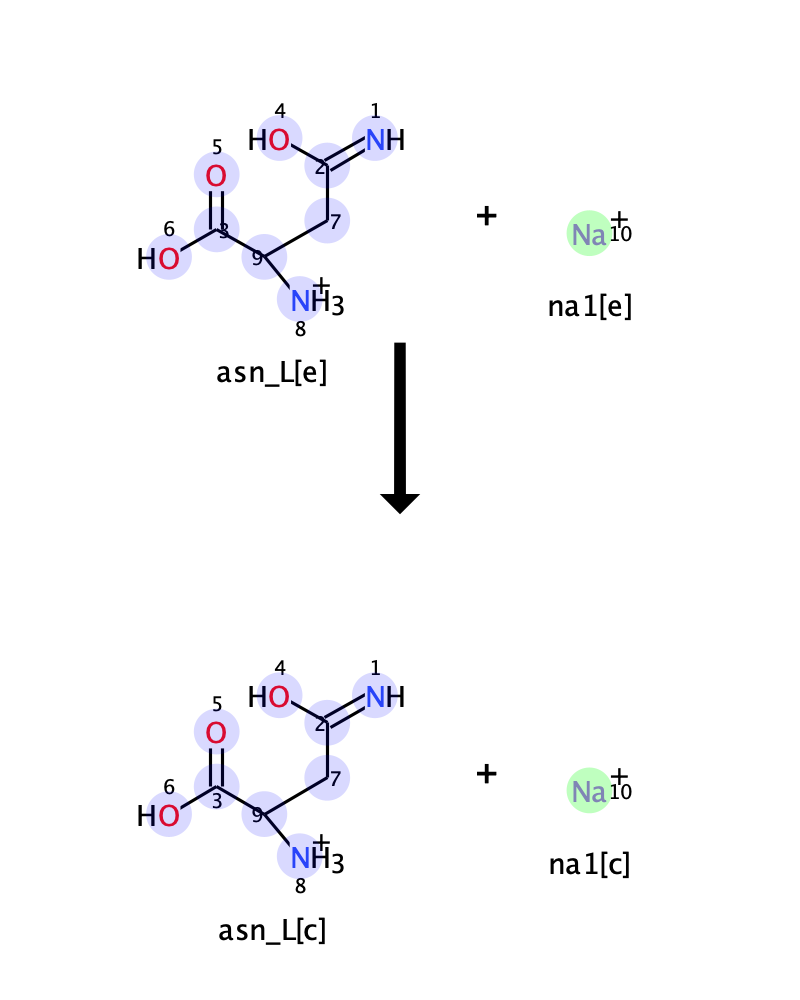 4 1
HO NH
5 2
O
6 3 7
HO 9
NH3+
8
asn_L[e]
+
Na+ 10
na1[e]
4 1
HO NH
5 2
O
6 3 7
HO 9
NH3+
8
asn_L[c]
+
Na+ 10
na1[c]